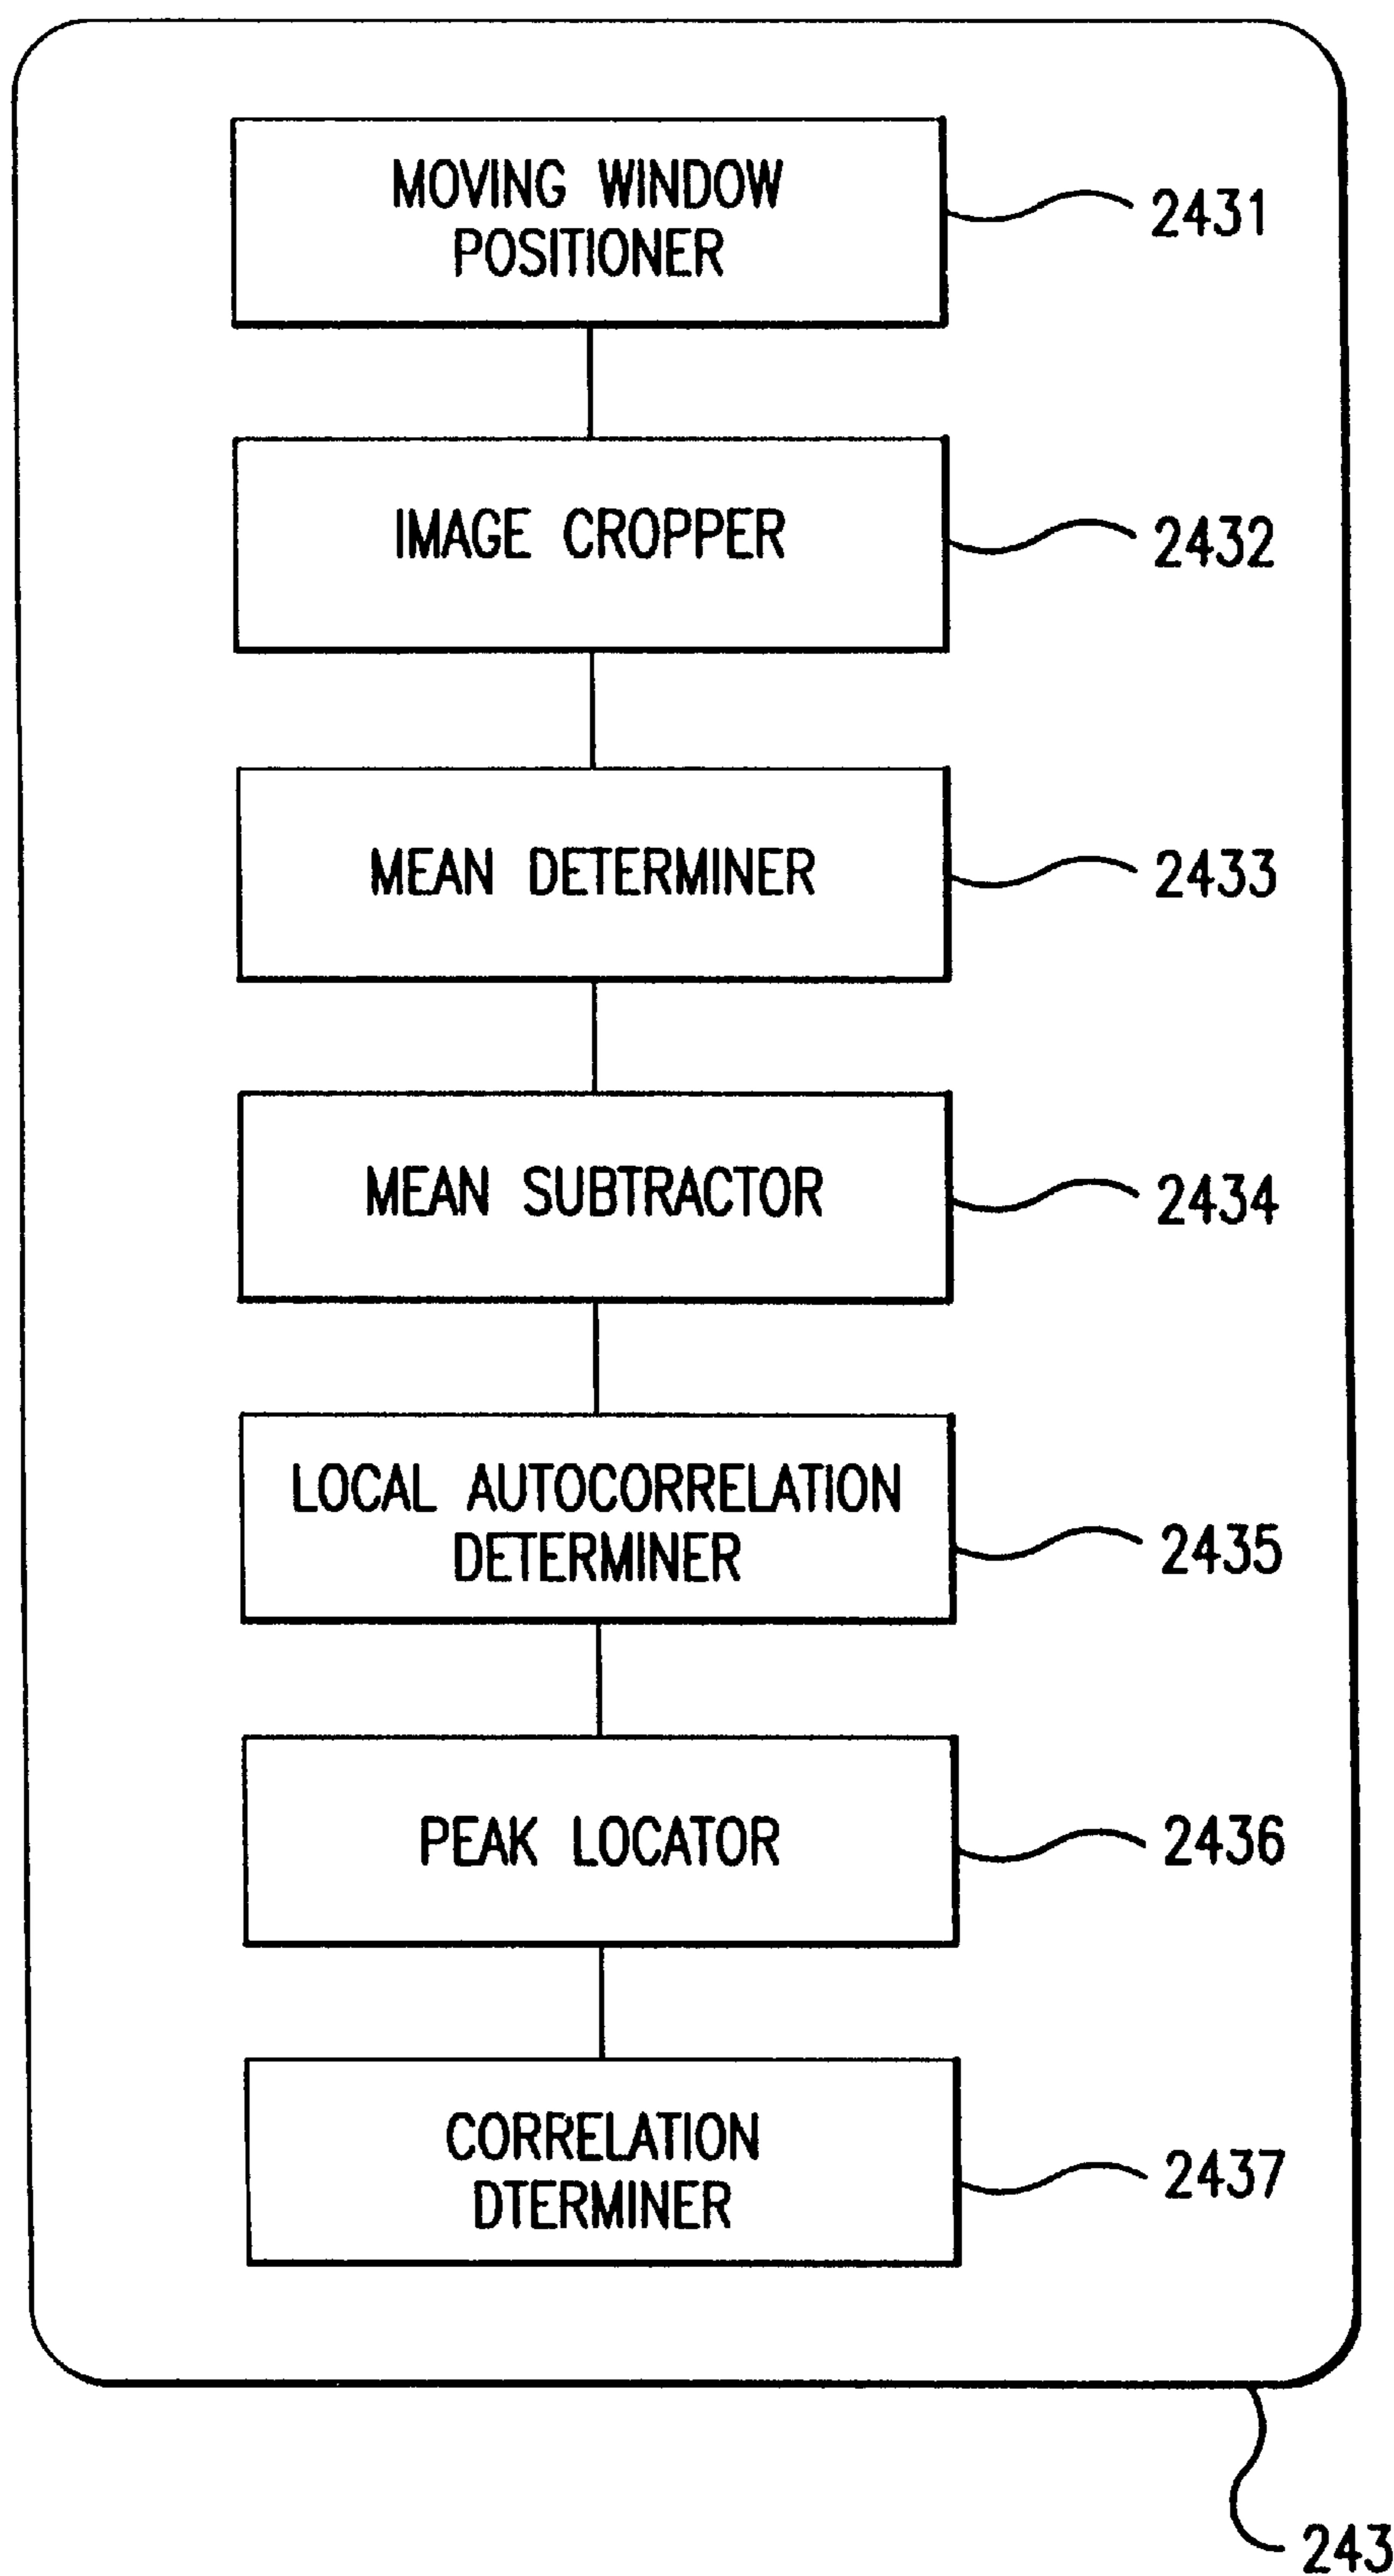 MOVING WINDOW
POSITIONER
2431
IMAGE CROPPER
2432
MEAN DETERMINER
2433
MEAN SUBTRACTOR
2434
LOCAL AUTOCORRELATION
DETERMINER
2435
PEAK LOCATOR
2436
CORRELATION
DTERMINER
2437
243